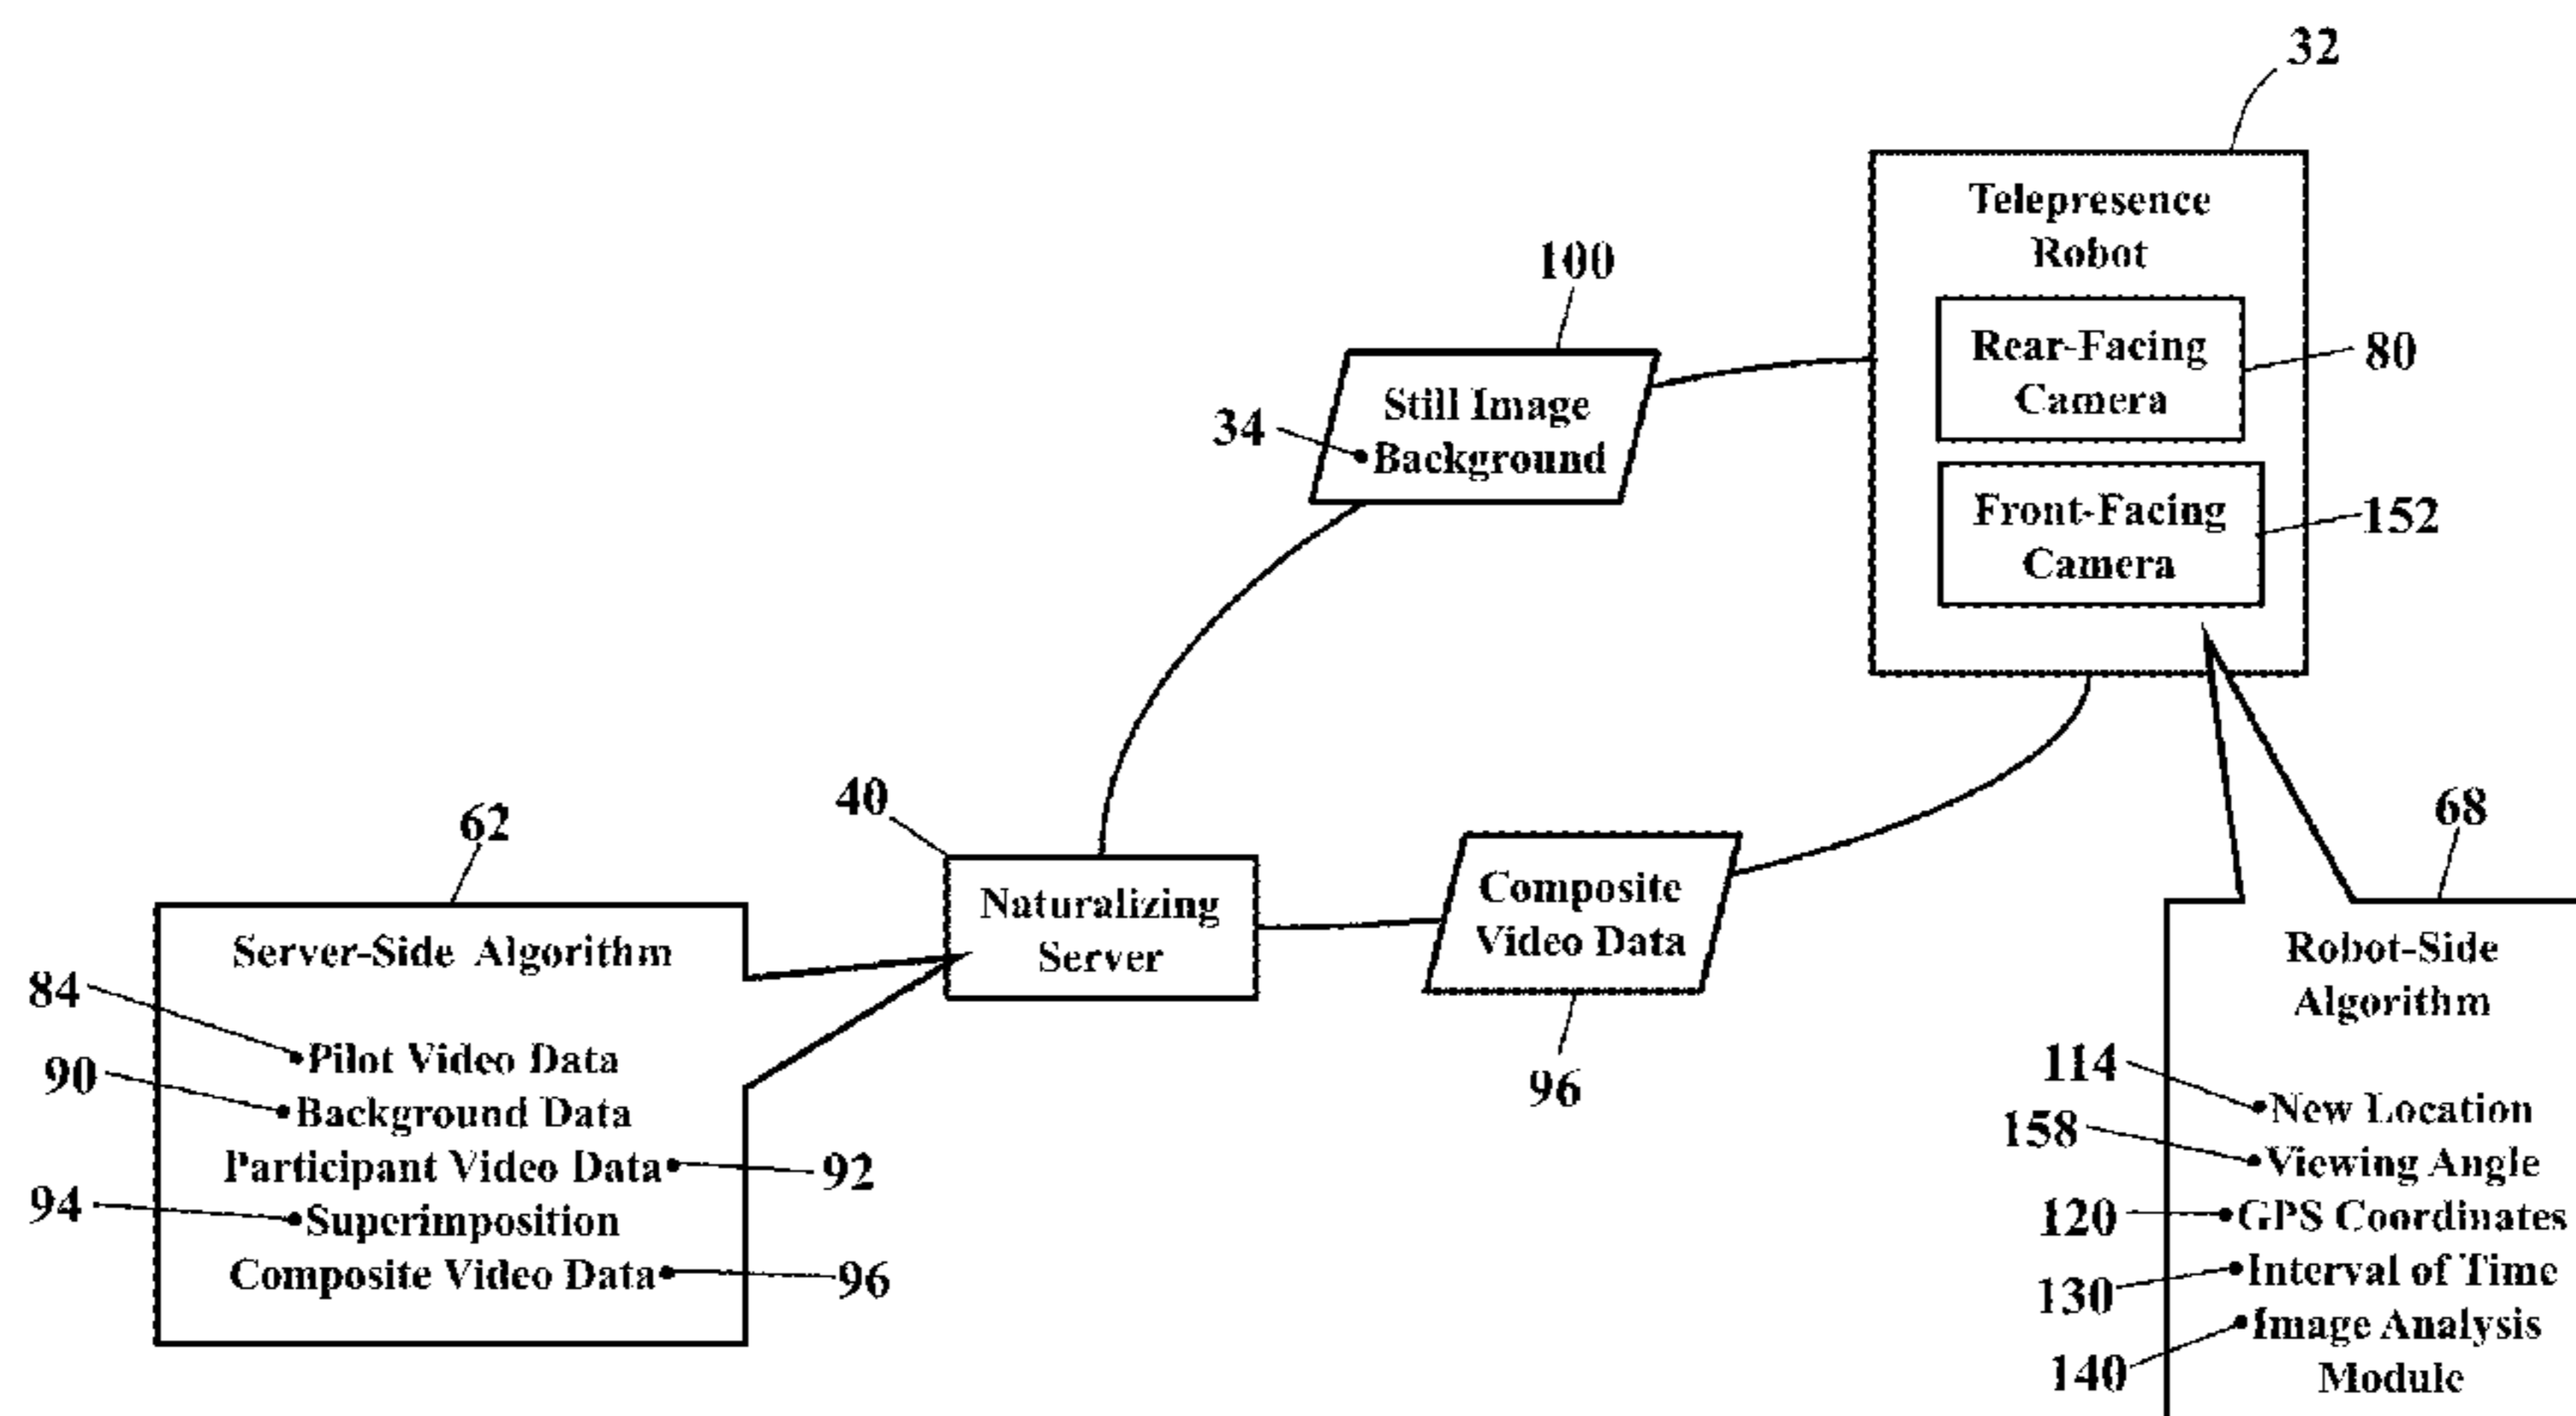 32
Telepresence
Robot
Rear-Facing
Camera
80
Front-Facing
Camera
152
100
Still Image
34
Background
40
Naturalizing
Server
Composite
Video Data
96
62
Server-Side Algorithm
84
•Pilot Video Data
90
•Background Data
Participant Video Data•
92
94
•Superimposition
Composite Video Data•
96
68
Robot-Side
Algorithm
114
•New Location
158
•Viewing Angle
120
•GPS Coordinates
130
•Interval of Time
140
•Image Analysis
Module